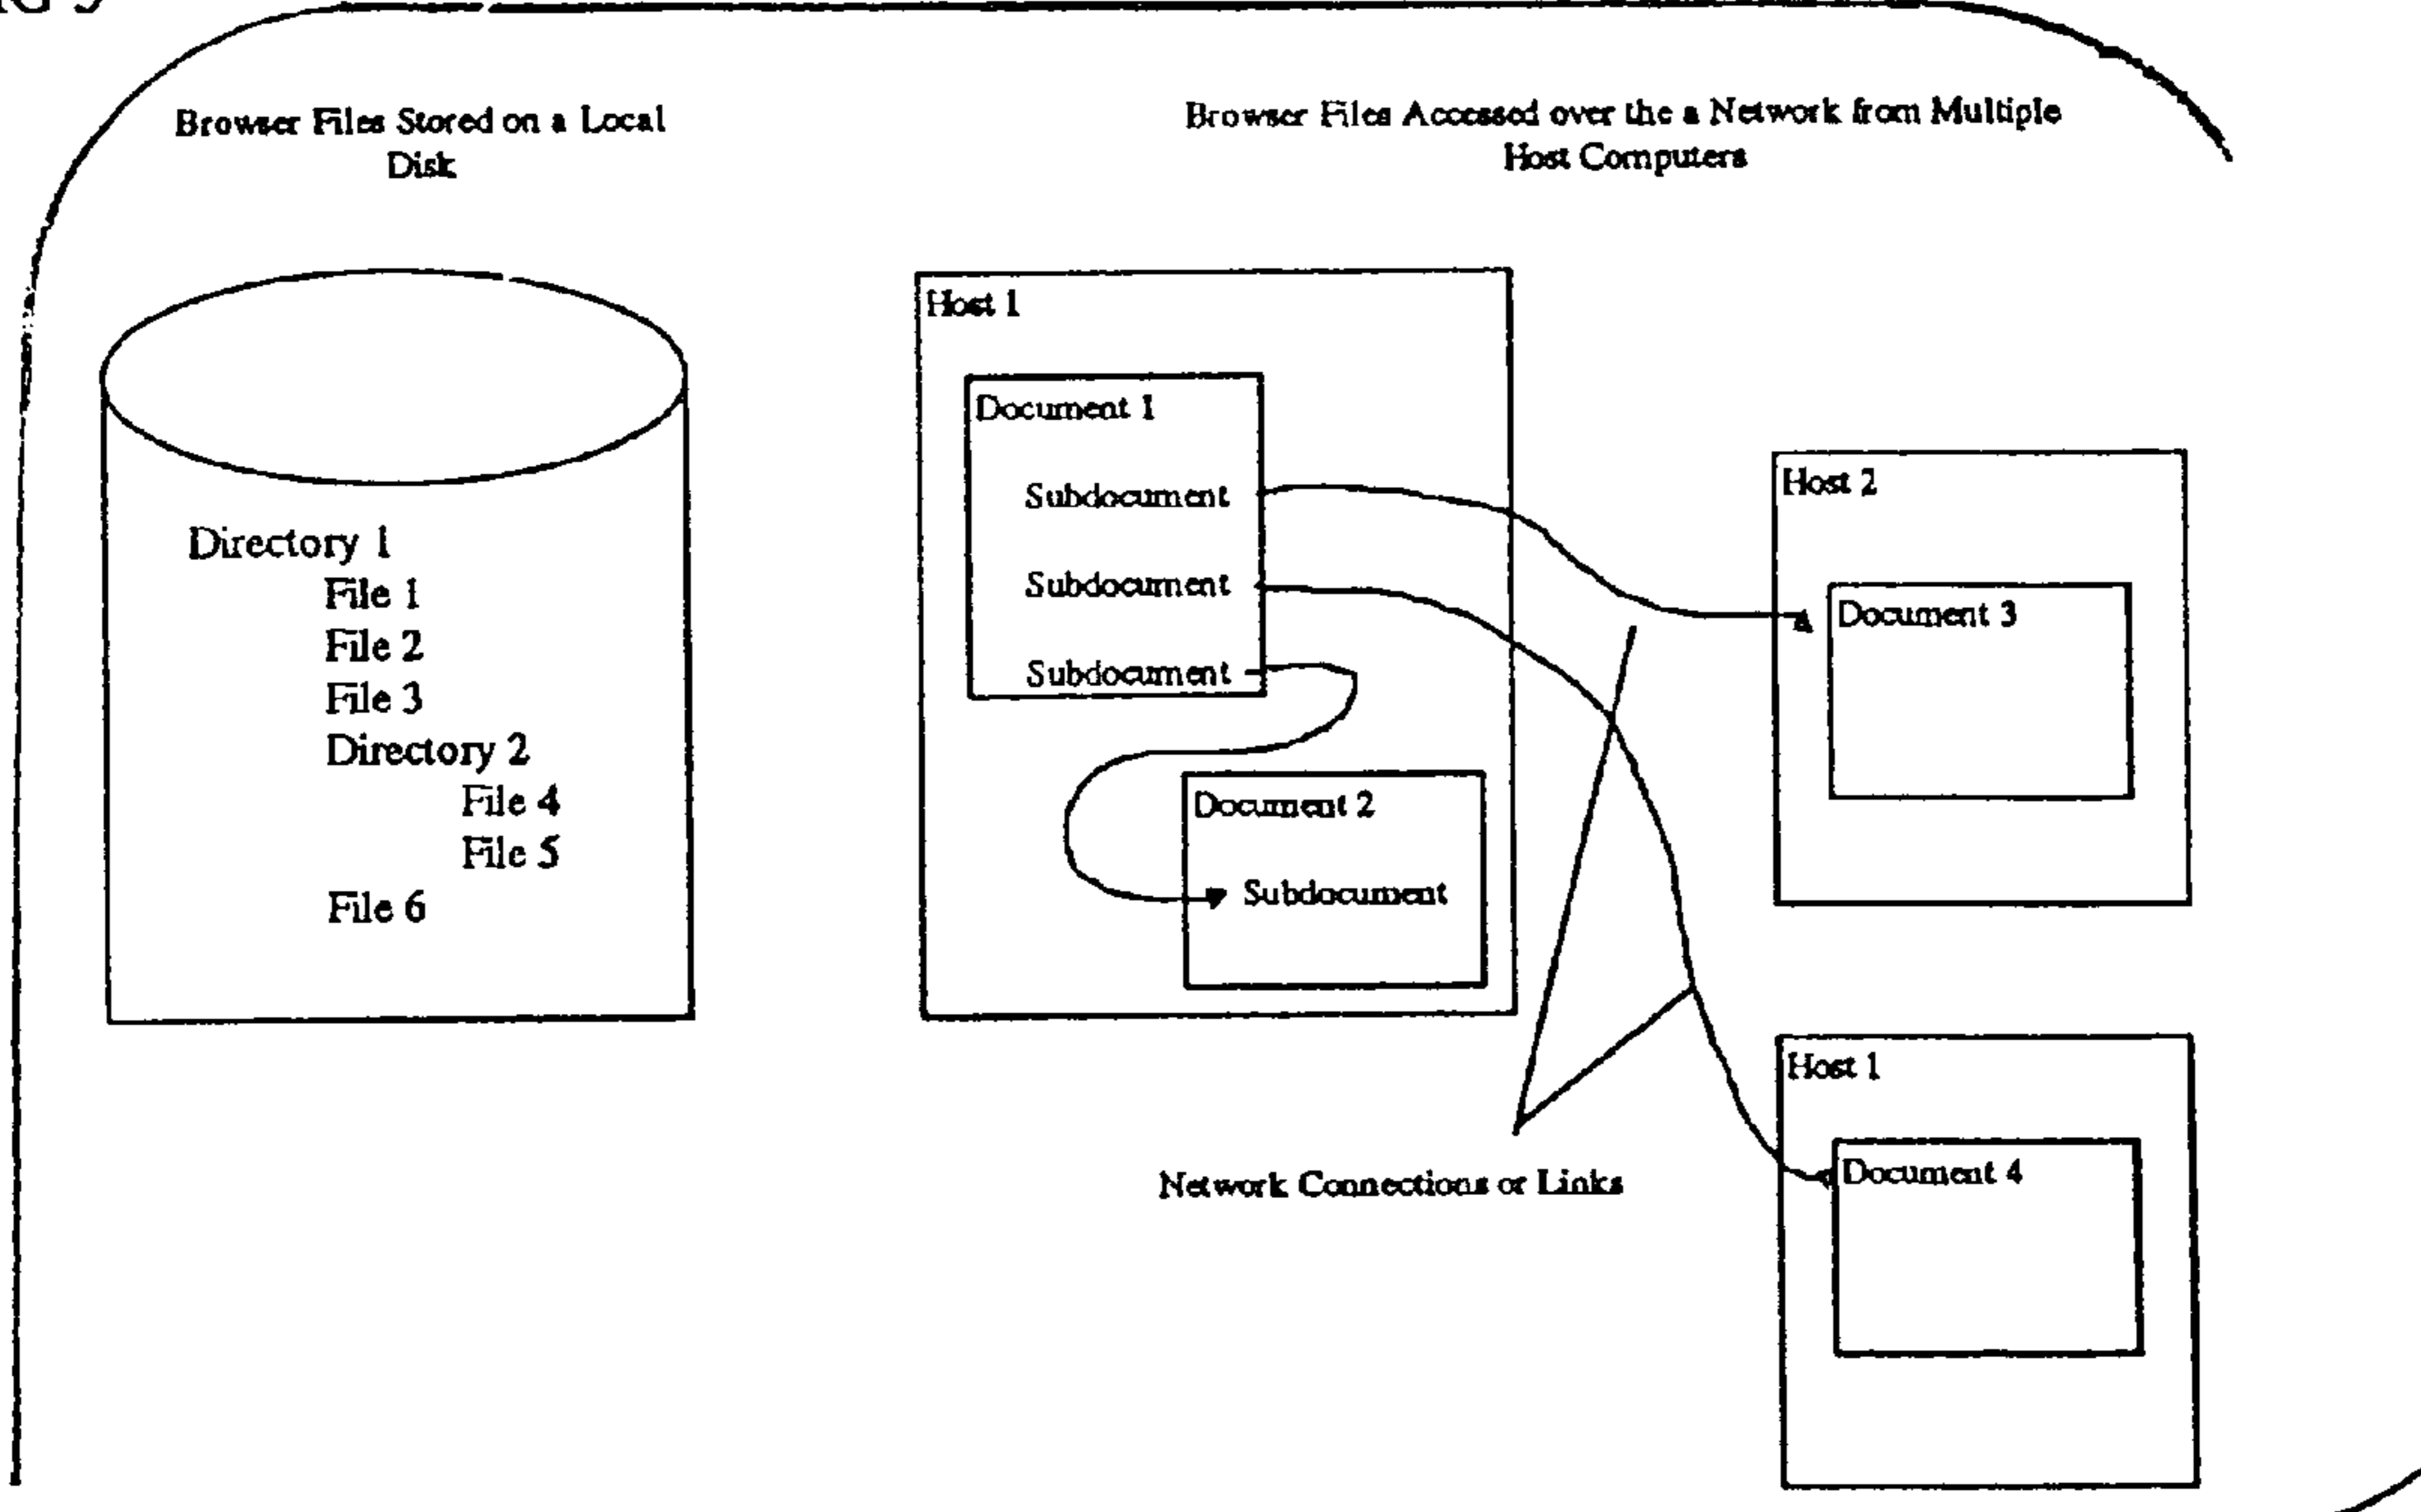 Browser Files Stored on a Local
Disk
Browser Files Accessed over the a Network from Multiple
Host Computers
Directory 1
File 1
File 2
File 3
Directory 2
File 4
File 5
File 6
Host 1
Document 1
Subdocument
Subdocument
Subdocument
Document 2
Subdocument
Host 2
Document 3
Host 1
Document 4
Network Connections or Links